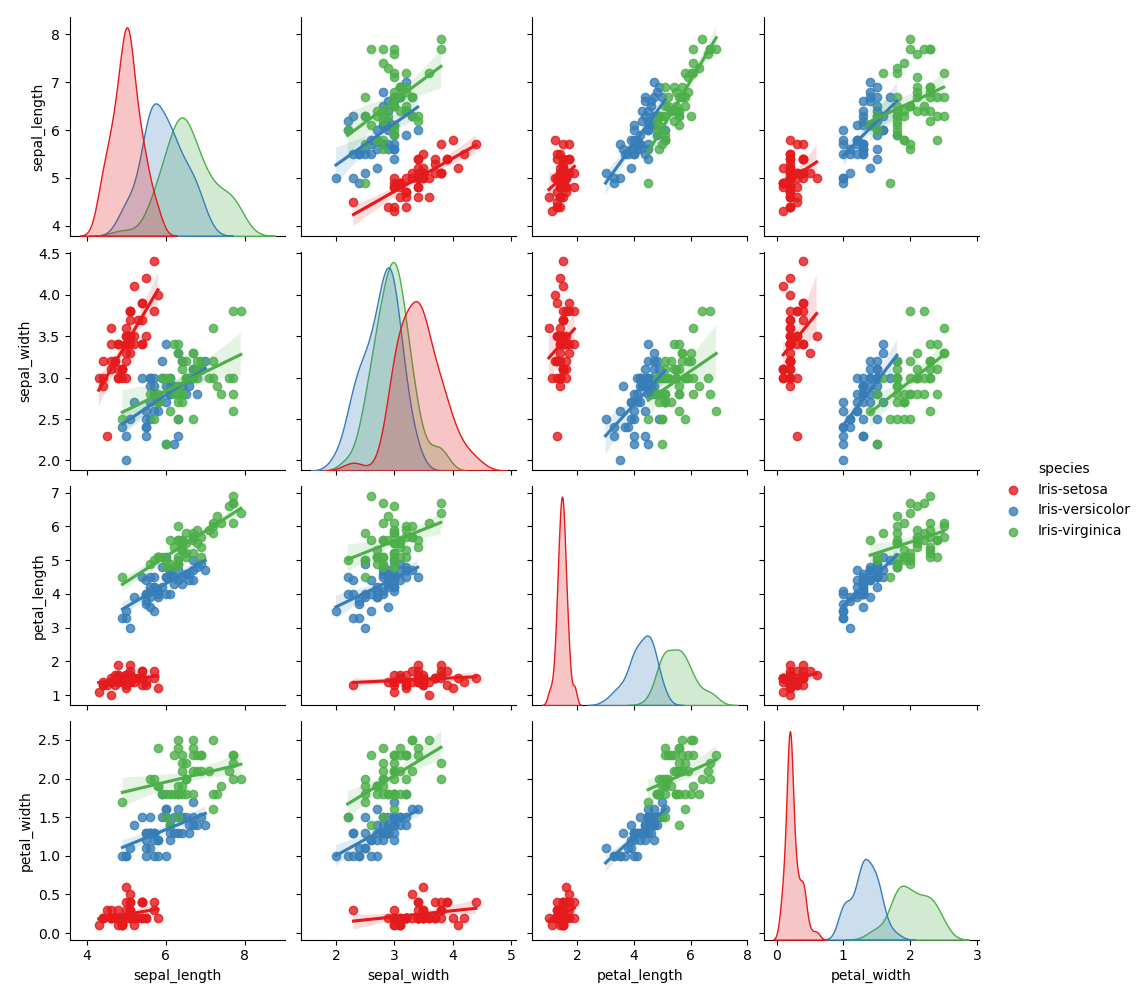 8
7
6
5
4
sepal_length
4.5
4.0
3.5
3.0
2.5
2.0
sepal_width
species
Iris-setosa
Iris-versicolor
Iris-virginica
7
6
5
4
3
2
1
petal_length
2.5
2.0
1.5
1.0
0.5
0.0
petal_width
4 6 8
sepal_length
2 3 4 5
sepal_width
2 4 6 8
petal_length
0 1 2 3
petal_width